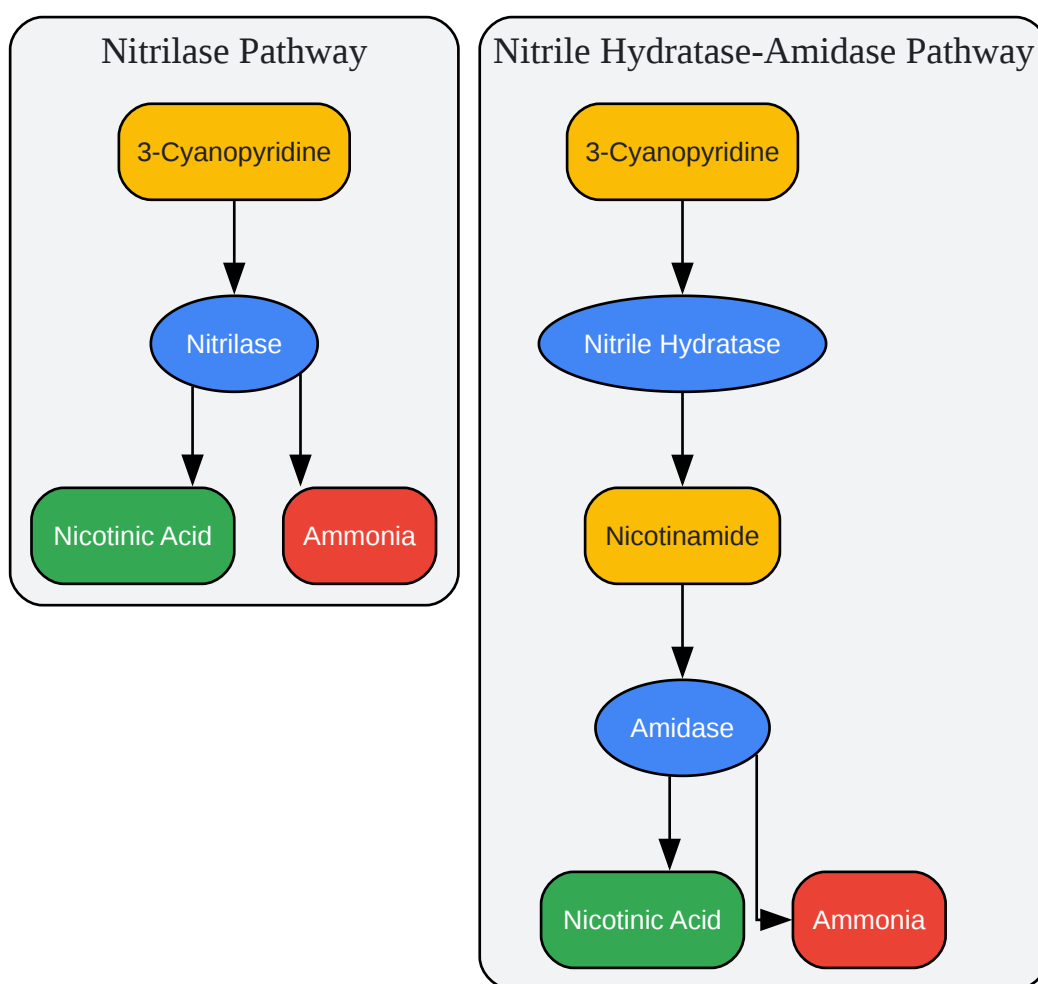 Nitrilase Pathway
3-Cyanopyridine
Nitrilase
Nicotinic Acid
Ammonia
Nitrile Hydratase-Amidase Pathway
3-Cyanopyridine
Nitrile Hydratase
Nicotinamide
Amidase
Nicotinic Acid
Ammonia